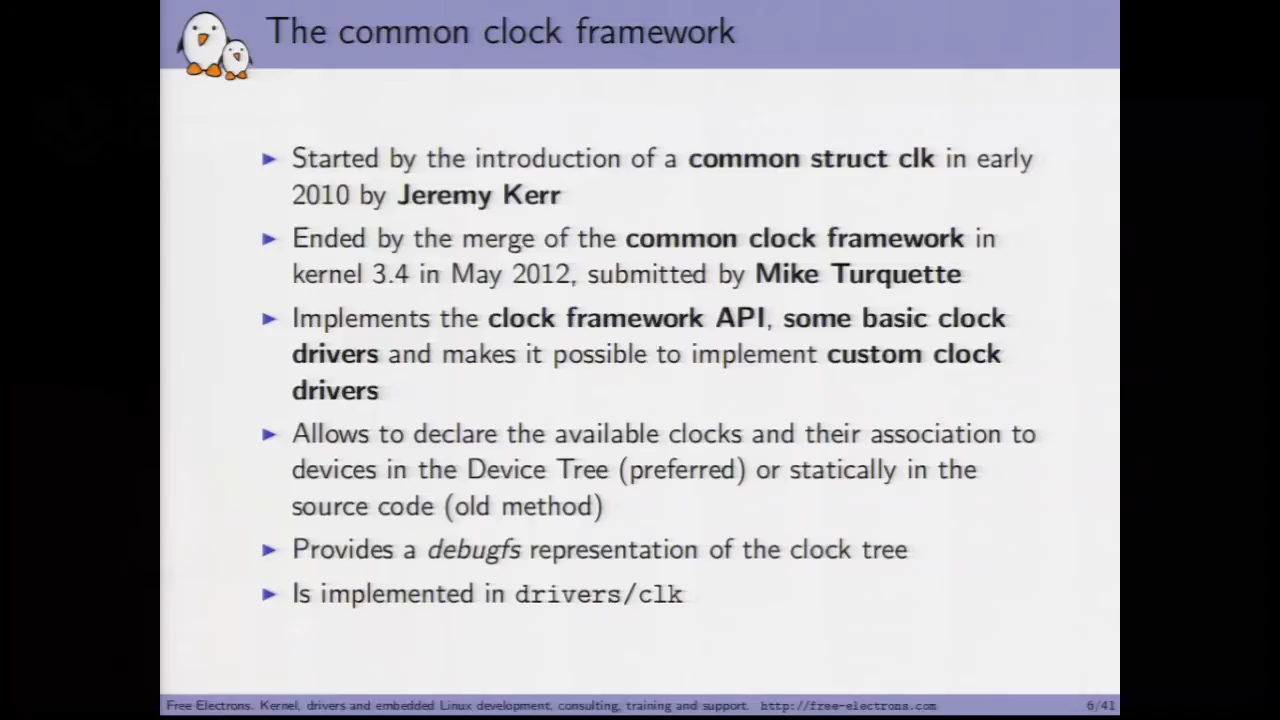 The common clock framework
Started by the introduction of a common struct clk in early
2010 by Jeremy Kerr
Ended by the merge of the common clock framework in
kernel 3.4 in May 2012, submitted by Mike Turquette
Implements the clock framework API, some basic clock
drivers and makes it possible to implement custom clock
drivers
Allows to declare the available clocks and their association to
devices in the Device Tree (preferred) or statically in the
source code (old method)
Provides a debugfs representation of the clock tree
Is implemented in drivers/clk
Free Electrons. Kernel, drivers and embedded Linux development, consulting, training and support. http://free-electrons.com 6/41